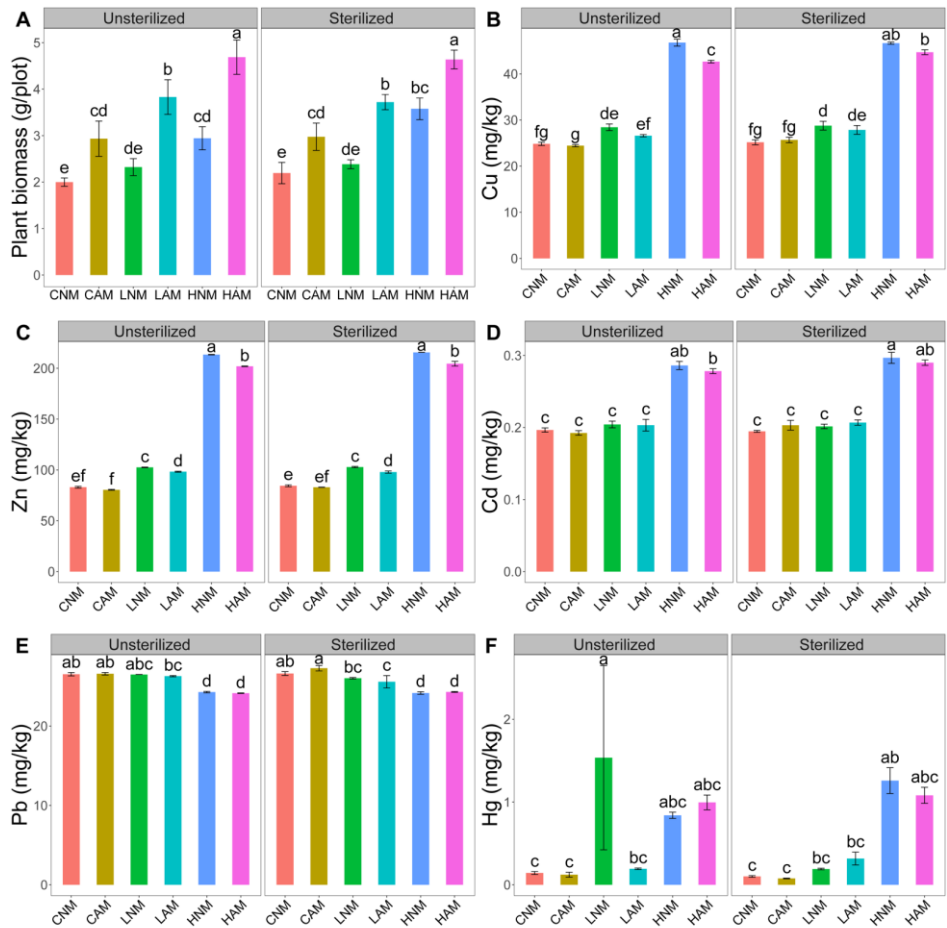 A
Unsterilized
Sterilized
Plant biomass (g/plot)
5
4
3
2
1
0
e
cd
de
b
cd
a
e
cd
de
b
bc
a
CNM CAM LNM LAM HNM HAM
CNM CAM LNM LAM HNM HAM
B
Unsterilized
Sterilized
Cu (mg/kg)
40
30
20
10
0
fg
g
de
ef
a
c
fg
fg
d
de
ab
b
CNM CAM LNM LAM HNM HAM
CNM CAM LNM LAM HNM HAM
C
Unsterilized
Sterilized
Zn (mg/kg)
200
150
100
50
0
ef
f
c
d
a
b
e
ef
c
d
a
b
CNM CAM LNM LAM HNM HAM
CNM CAM LNM LAM HNM HAM
D
Unsterilized
Sterilized
Cd (mg/kg)
0.3
0.2
0.1
0.0
c
c
c
c
ab
b
c
c
c
c
a
ab
CNM CAM LNM LAM HNM HAM
CNM CAM LNM LAM HNM HAM
E
Unsterilized
Sterilized
Pb (mg/kg)
20
10
0
ab
ab
abc
bc
d
d
ab
a
bc
c
d
d
CNM CAM LNM LAM HNM HAM
CNM CAM LNM LAM HNM HAM
F
Unsterilized
Sterilized
Hg (mg/kg)
2
1
0
c
c
a
bc
abc
abc
c
c
bc
bc
ab
abc
CNM CAM LNM LAM HNM HAM
CNM CAM LNM LAM HNM HAM